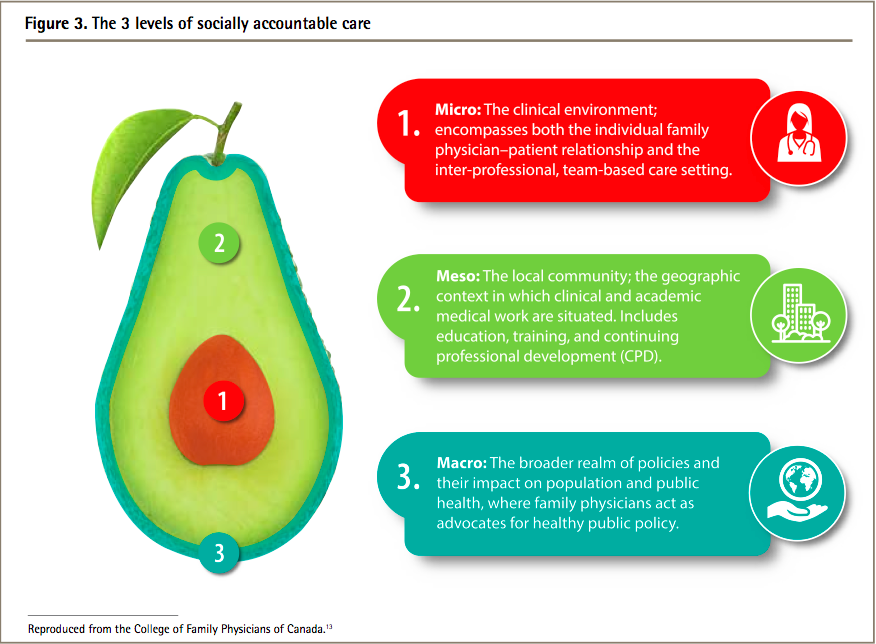 Figure 3. The 3 levels of socially accountable care
2
1
3
1.
Micro: The clinical environment;
encompasses both the individual family
physician–patient relationship and the
inter-professional, team-based care setting.
2.
Meso: The local community; the geographic
context in which clinical and academic
medical work are situated. Includes
education, training, and continuing
professional development (CPD).
3.
Macro: The broader realm of policies and
their impact on population and public
health, where family physicians act as
advocates for healthy public policy.
Reproduced from the College of Family Physicians of Canada.13